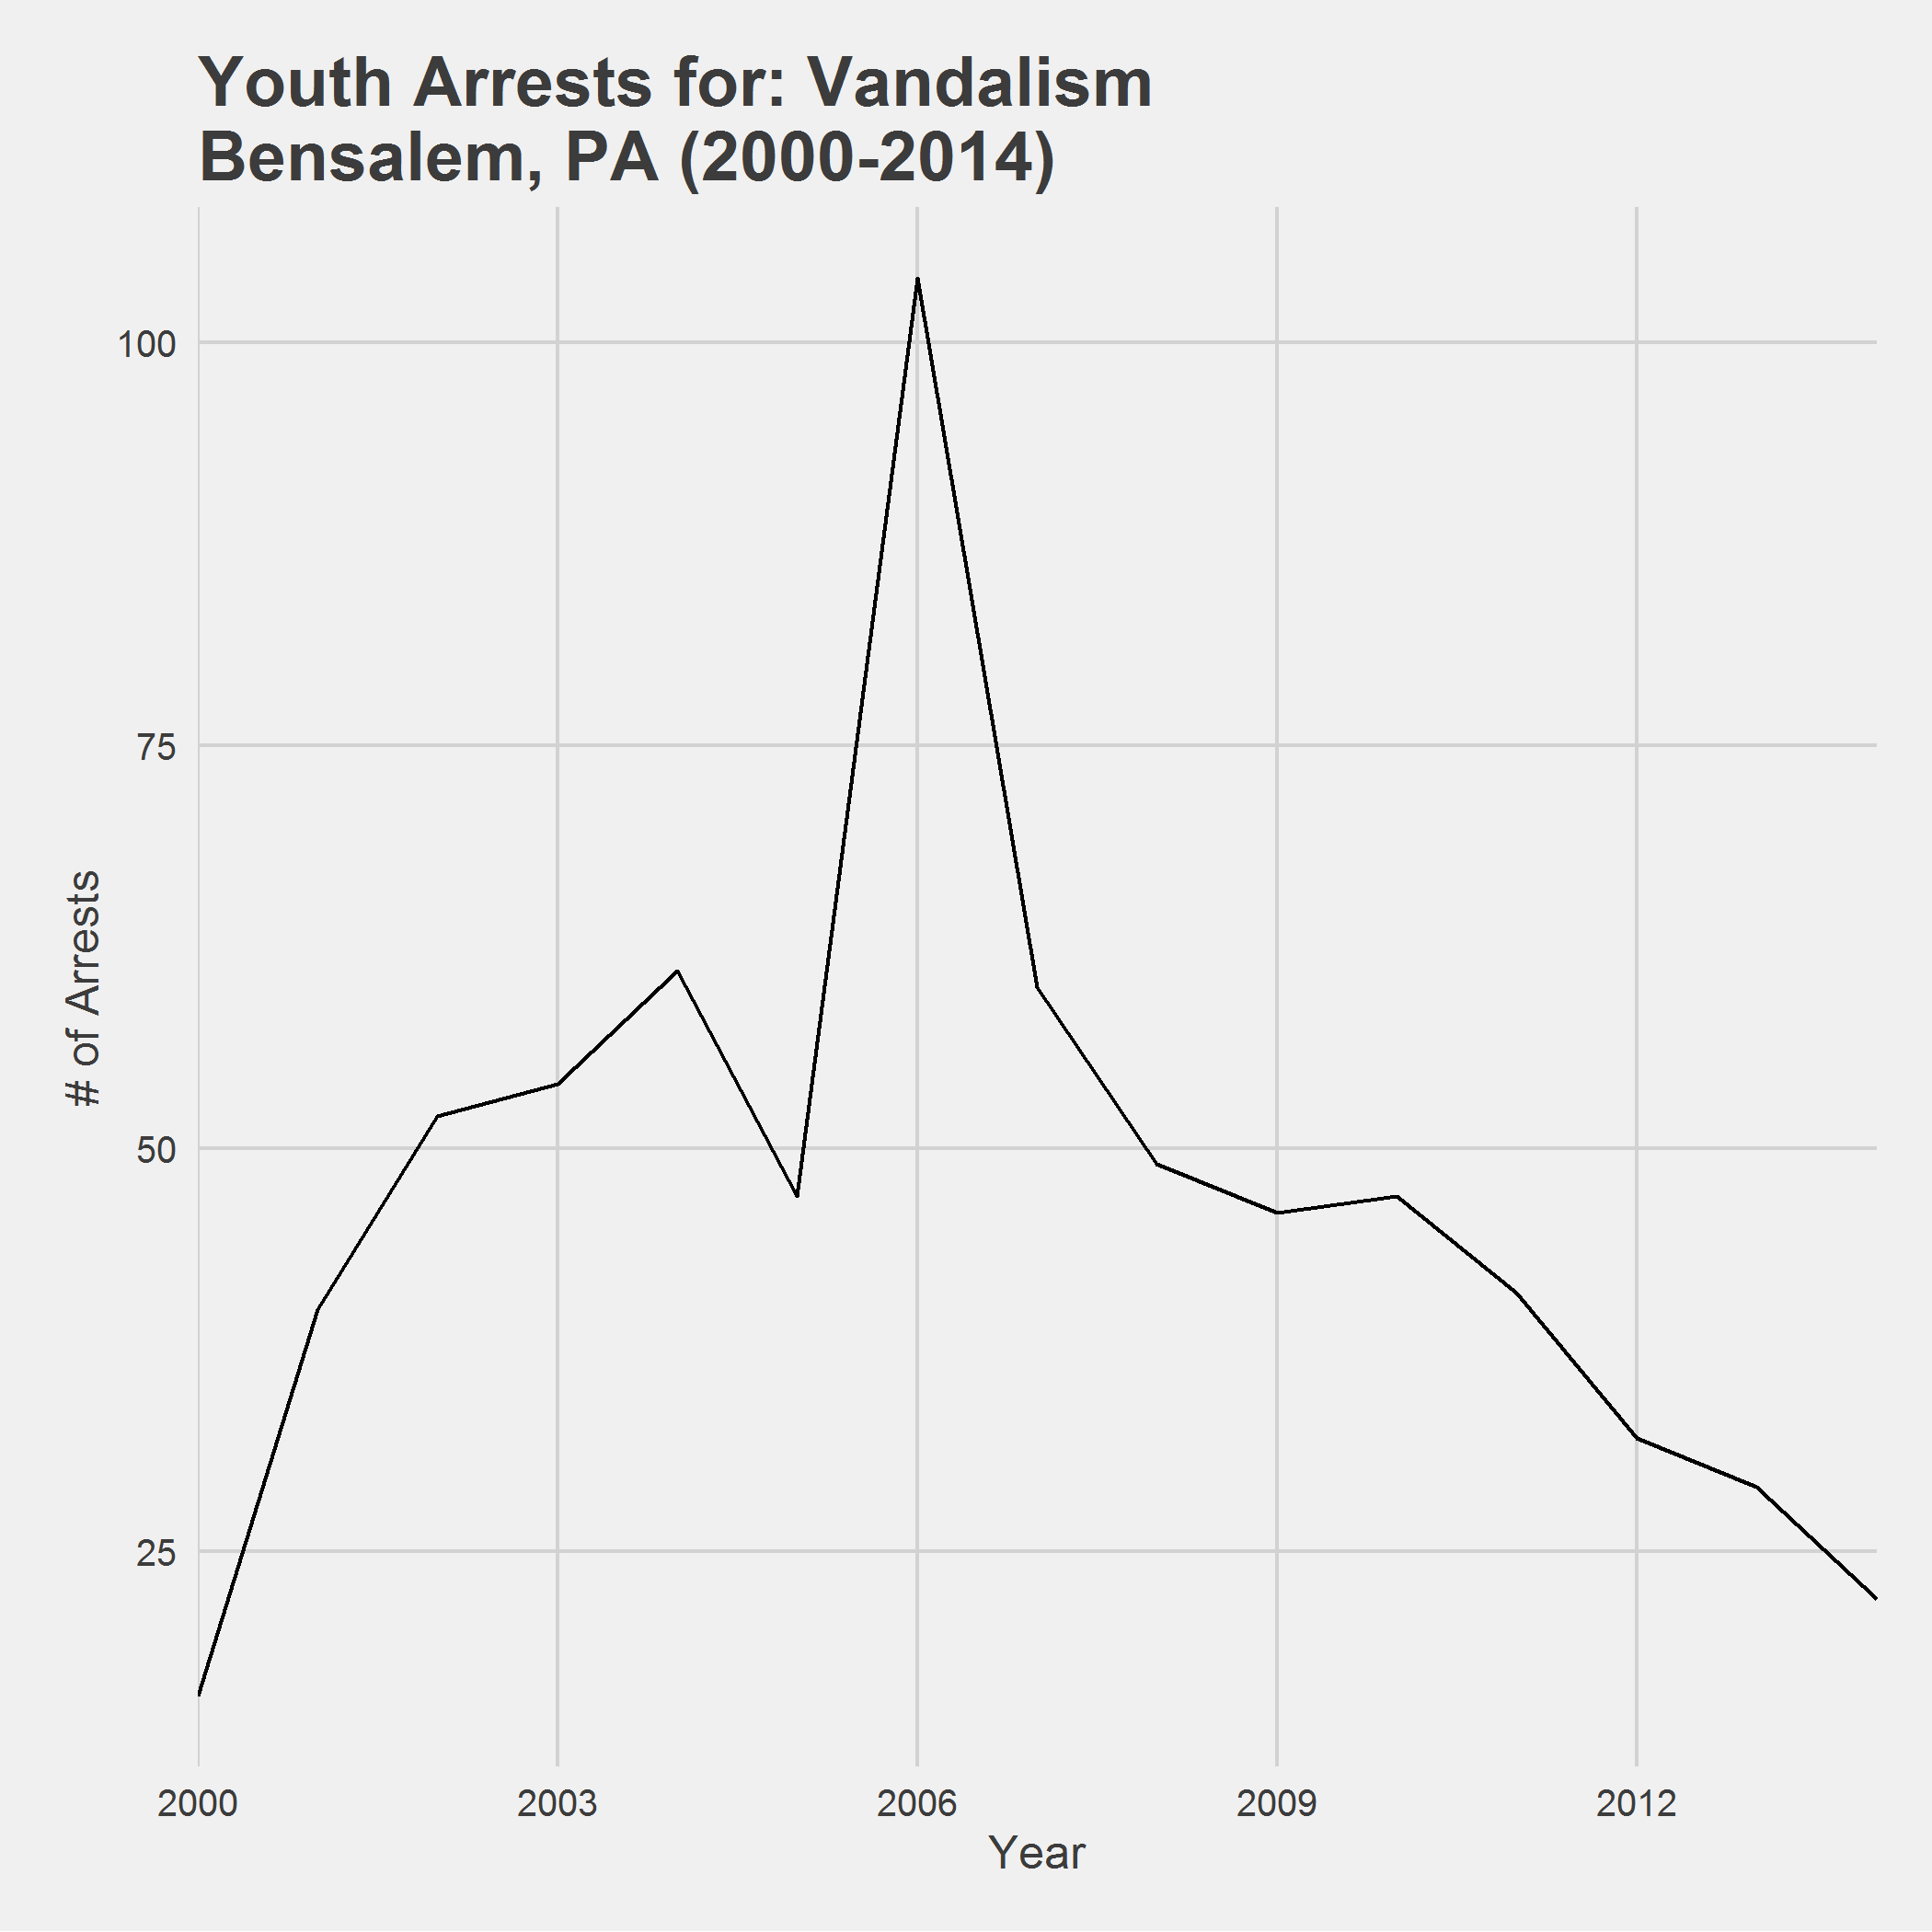 Youth Arrests for: Vandalism
Bensalem, PA (2000-2014)
100
75
50
25
# of Arrests
2000 2003 2006 2009 2012
Year